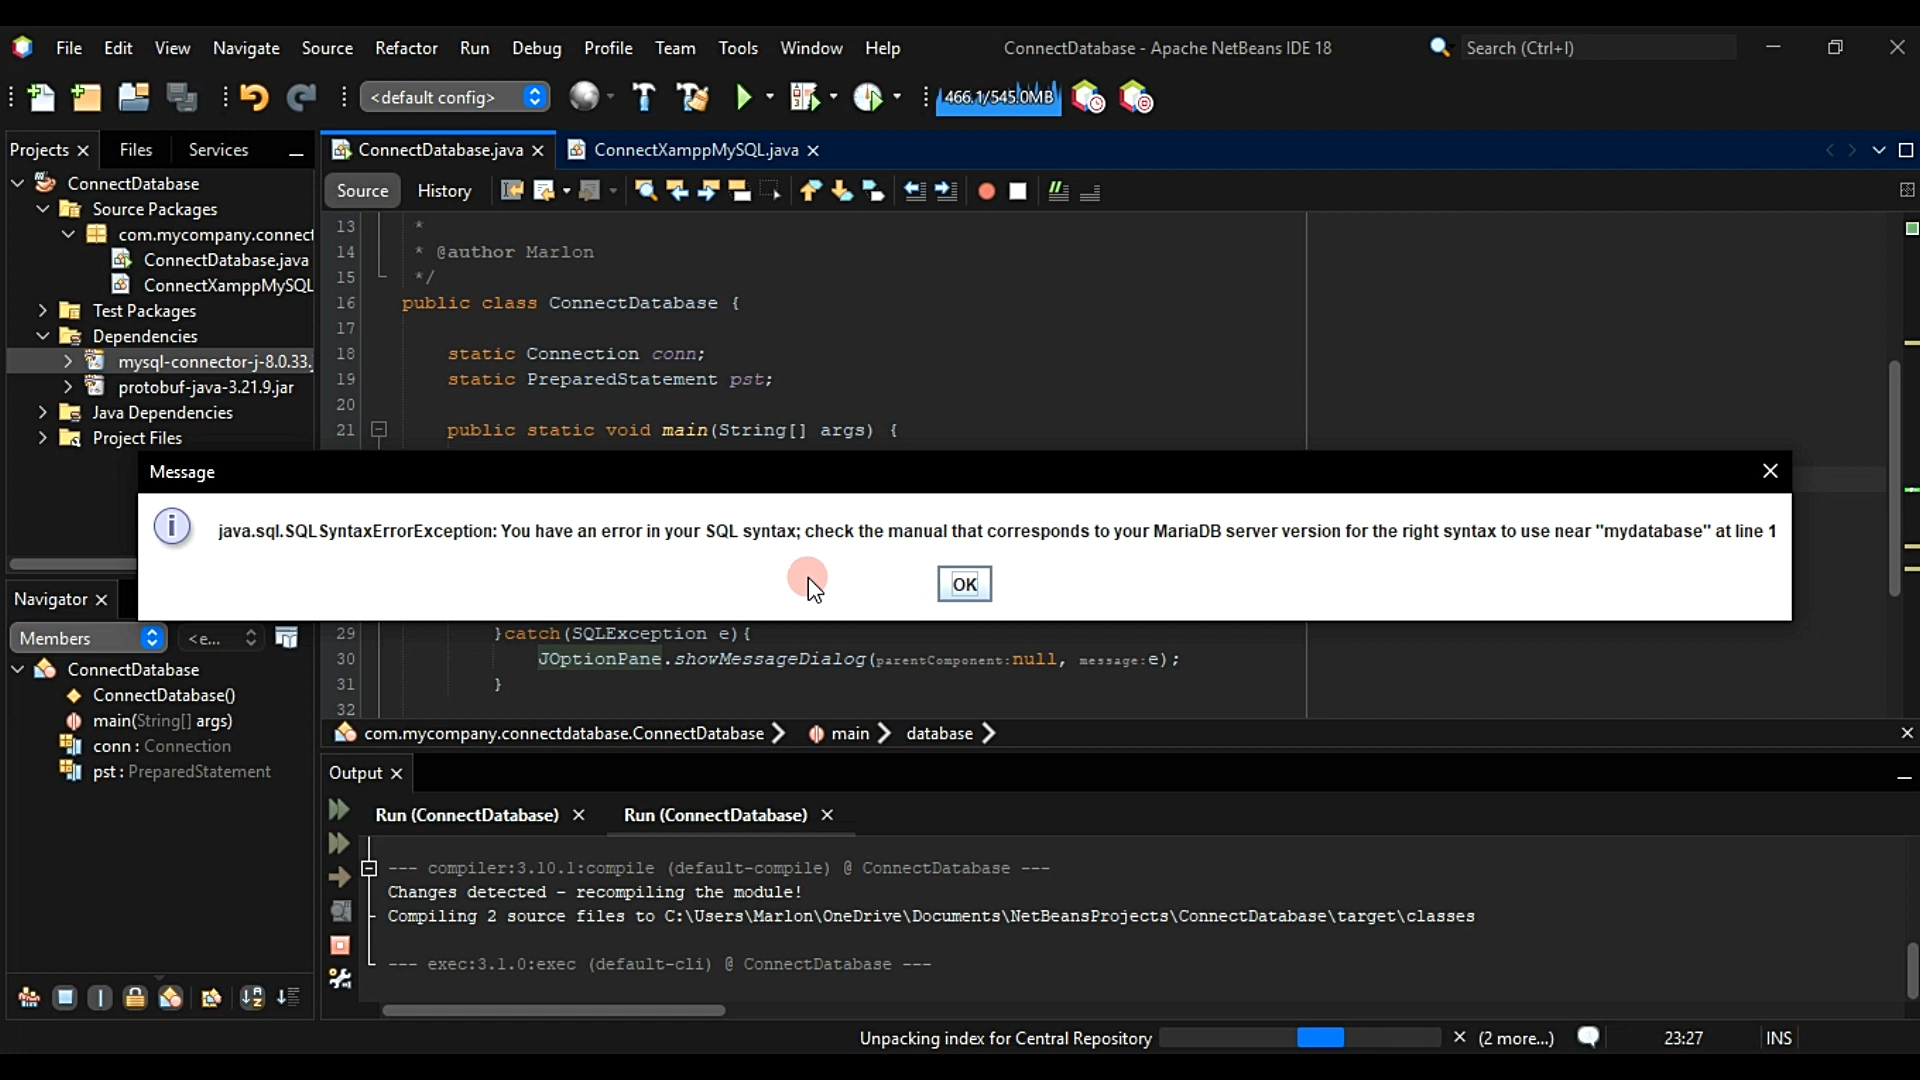 File Edit View Navigate Source Refactor Run Debug Profile Team Tools Window Help
ConnectDatabase - Apache NetBeans IDE 18
Search (Ctrl+I)
<default config>
466.1/545.0MB
Projects Files Services
ConnectDatabase
Source Packages
com.mycompany.connect
ConnectDatabase.java
ConnectXamppMySQL
Test Packages
Dependencies
mysql-connector-j-8.0.33.
protobuf-java-3.21.9.jar
Java Dependencies
Project Files
ConnectDatabase.java ConnectXamppMySQL.java
Source History
13 *
14 * @author Marlon
15 */
16 public class ConnectDatabase {
17
18 static Connection conn;
19 static PreparedStatement pst;
20
21 public static void main(String[] args) {
Message
java.sql.SQLSyntaxErrorException: You have an error in your SQL syntax; check the manual that corresponds to your MariaDB server version for the right syntax to use near ''mydatabase'' at line 1
OK
29 }catch(SQLException e){
30 JOptionPane.showMessageDialog(parentComponent:null, message:e);
31 }
32
com.mycompany.connectdatabase.ConnectDatabase main database
Navigator
Members <e...
ConnectDatabase
ConnectDatabase()
main(String[] args)
conn : Connection
pst : PreparedStatement
Output
Run (ConnectDatabase) Run (ConnectDatabase)
--- compiler:3.10.1:compile (default-compile) @ ConnectDatabase ---
Changes detected - recompiling the module!
Compiling 2 source files to C:\Users\Marlon\OneDrive\Documents\NetBeansProjects\ConnectDatabase\target\classes
--- exec:3.1.0:exec (default-cli) @ ConnectDatabase ---
Unpacking index for Central Repository (2 more...) 23:27 INS